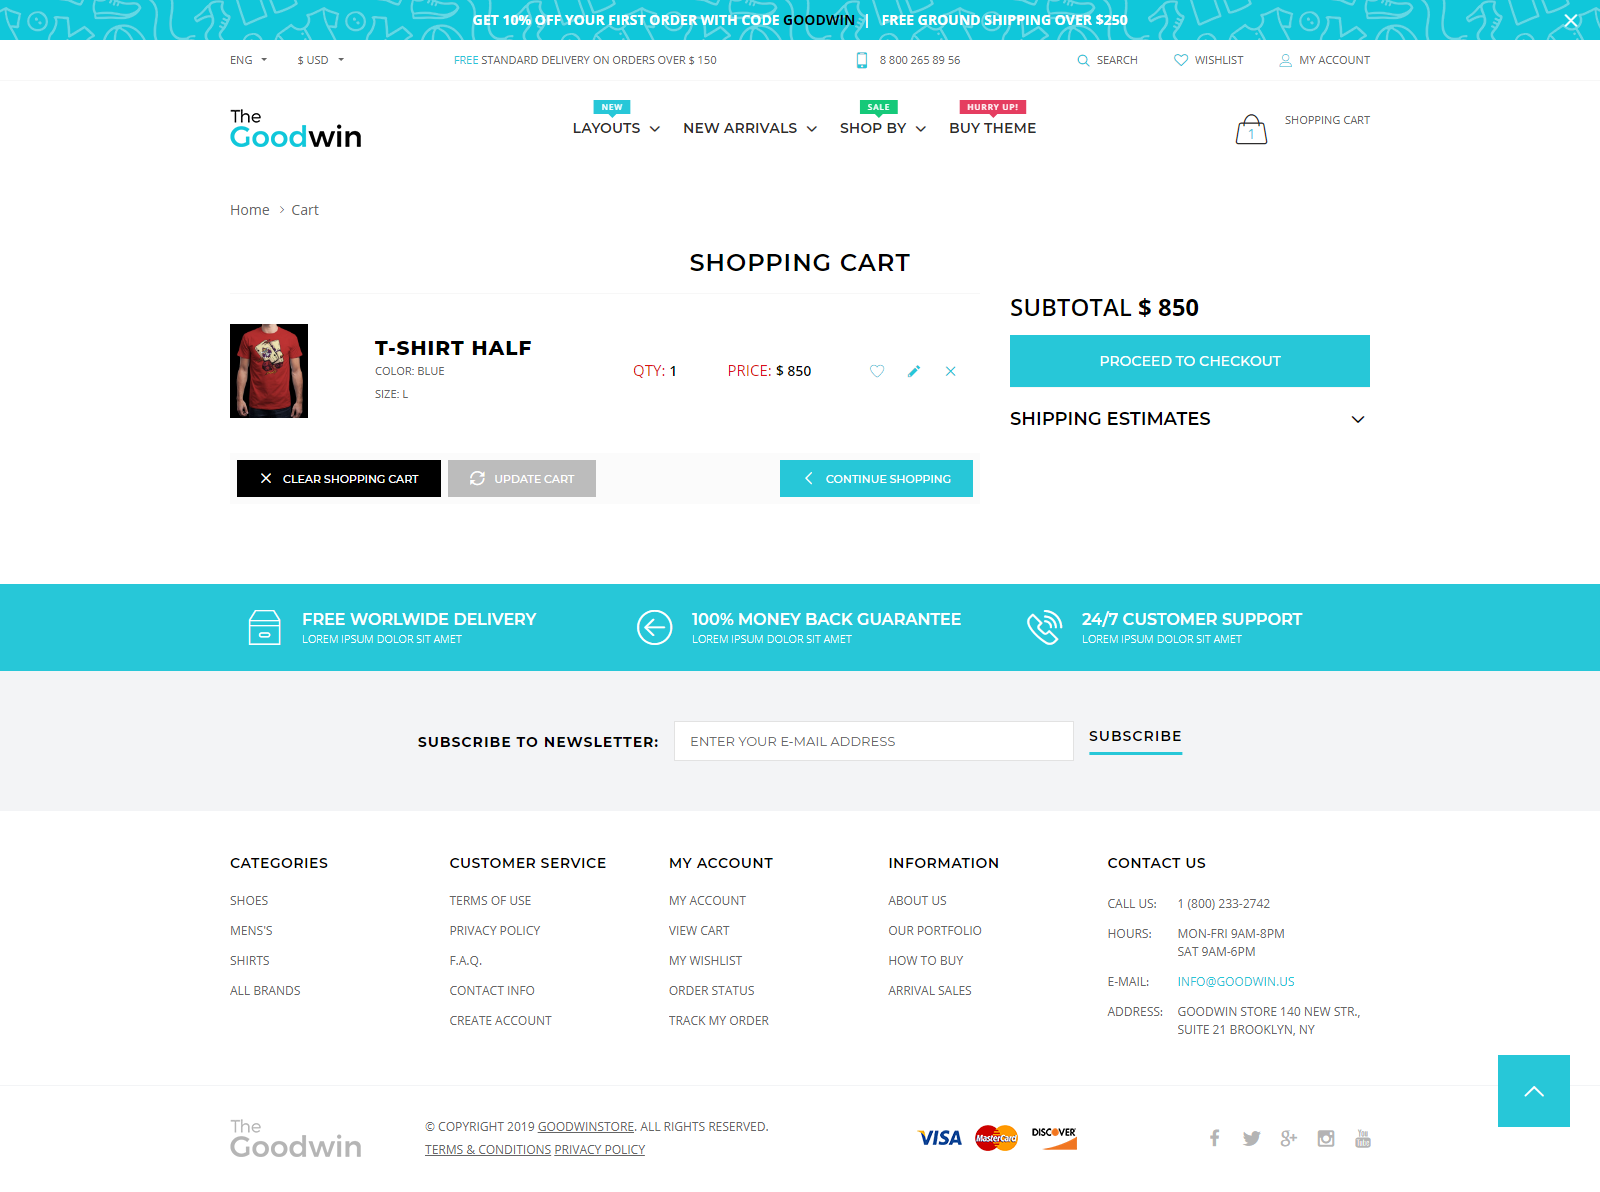 GET 10% OFF YOUR FIRST ORDER WITH CODE GOODWIN | FREE GROUND SHIPPING OVER $250
ENG $ USD FREE STANDARD DELIVERY ON ORDERS OVER $ 150 8 800 265 89 56 SEARCH WISHLIST MY ACCOUNT
NEW SALE HURRY UP!
The
Goodwin
LAYOUTS NEW ARRIVALS SHOP BY BUY THEME
1
SHOPPING CART
Home > Cart
SHOPPING CART
T-SHIRT HALF
COLOR: BLUE
SIZE: L
QTY: 1
PRICE: $ 850
SUBTOTAL $ 850
PROCEED TO CHECKOUT
SHIPPING ESTIMATES
CLEAR SHOPPING CART
UPDATE CART
CONTINUE SHOPPING
FREE WORLWIDE DELIVERY
LOREM IPSUM DOLOR SIT AMET
100% MONEY BACK GUARANTEE
LOREM IPSUM DOLOR SIT AMET
24/7 CUSTOMER SUPPORT
LOREM IPSUM DOLOR SIT AMET
SUBSCRIBE TO NEWSLETTER:
ENTER YOUR E-MAIL ADDRESS
SUBSCRIBE
CATEGORIES
SHOES
MENS'S
SHIRTS
ALL BRANDS
CUSTOMER SERVICE
TERMS OF USE
PRIVACY POLICY
F.A.Q.
CONTACT INFO
CREATE ACCOUNT
MY ACCOUNT
MY ACCOUNT
VIEW CART
MY WISHLIST
ORDER STATUS
TRACK MY ORDER
INFORMATION
ABOUT US
OUR PORTFOLIO
HOW TO BUY
ARRIVAL SALES
CONTACT US
CALL US: 1 (800) 233-2742
HOURS: MON-FRI 9AM-8PM
SAT 9AM-6PM
E-MAIL: INFO@GOODWIN.US
ADDRESS: GOODWIN STORE 140 NEW STR.,
SUITE 21 BROOKLYN, NY
The
Goodwin
© COPYRIGHT 2019 GOODWINSTORE. ALL RIGHTS RESERVED.
TERMS & CONDITIONS PRIVACY POLICY
VISA MasterCard DISCOVER
You Tube